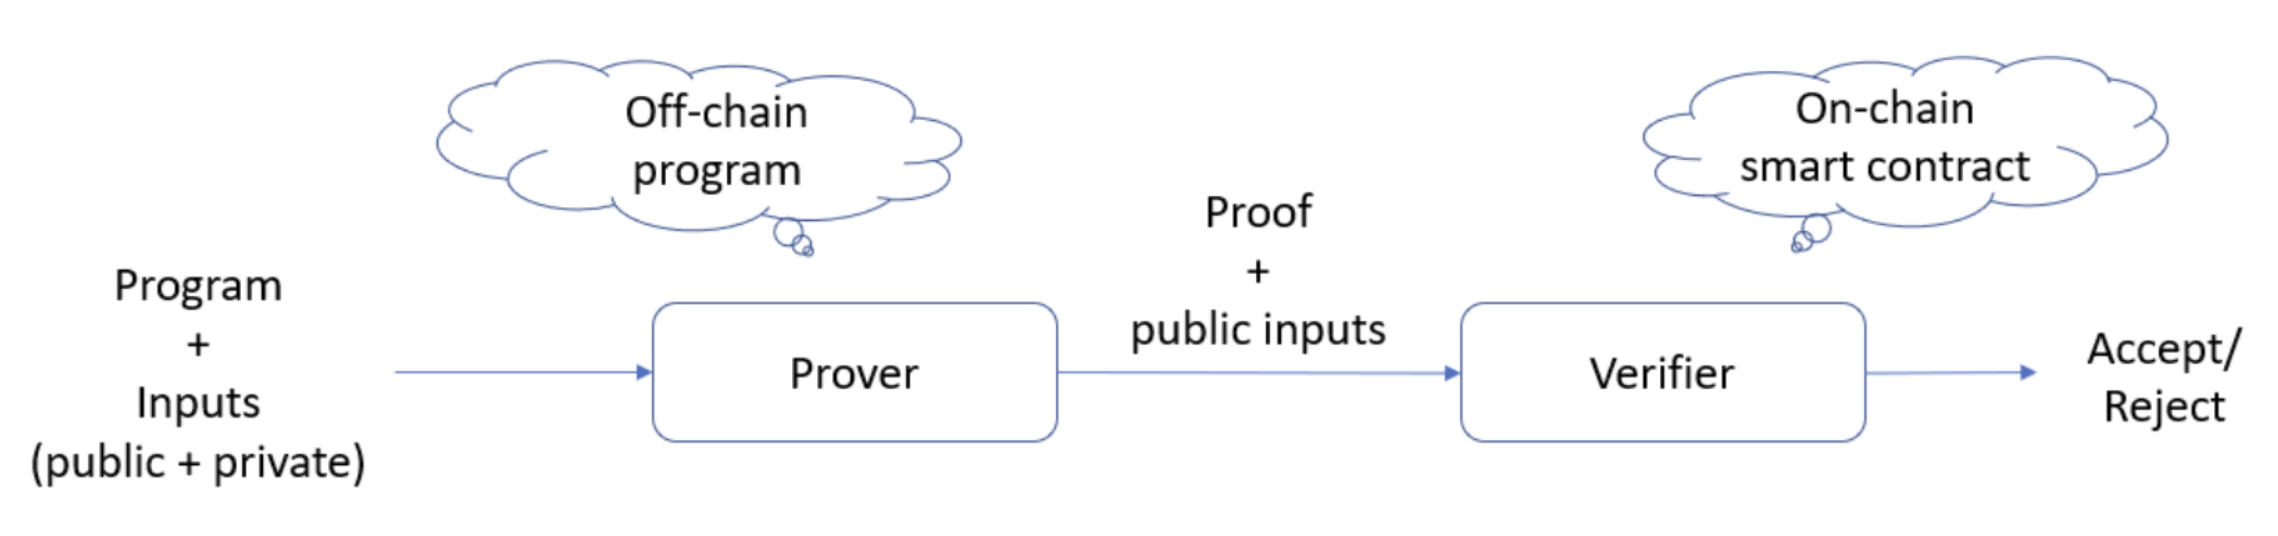 Off-chain
program
On-chain
smart contract
Program
+
Inputs
(public + private)
Prover
Proof
+
public inputs
Verifier
Accept/
Reject